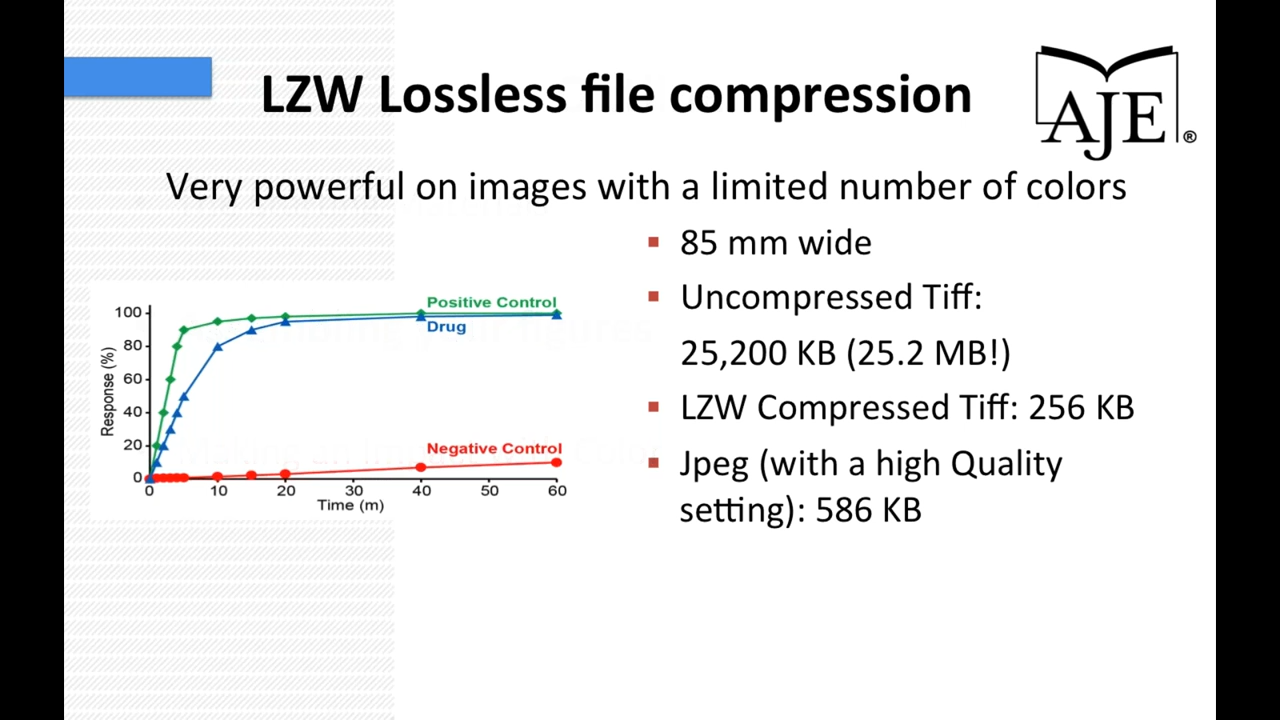 LZW Lossless file compression
AJE®
Very powerful on images with a limited number of colors
85 mm wide
Uncompressed Tiff:
25,200 KB (25.2 MB!)
LZW Compressed Tiff: 256 KB
Jpeg (with a high Quality
setting): 586 KB
Positive Control
Drug
Negative Control
Response (%)
100
80
60
40
20
0
0 10 20 30 40 50 60
Time (m)